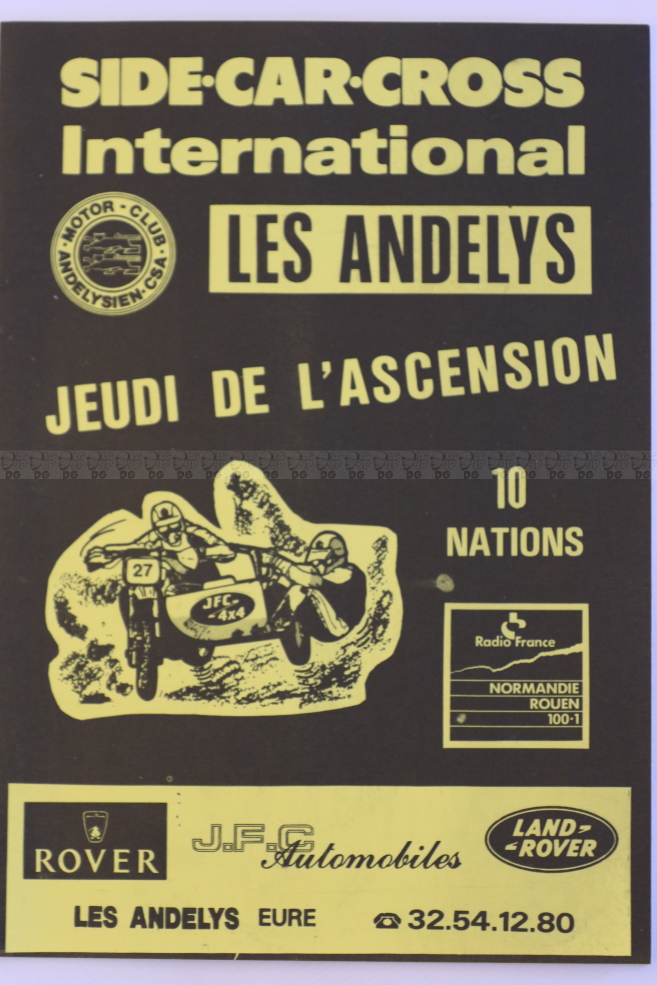 SIDE·CAR·CROSS
International
MOTOR - CLUB
ANDELYSIEN·CSA·
LES ANDELYS
JEUDI DE L'ASCENSION
10
NATIONS
27
JFC
4x4
Radio France
NORMANDIE
ROUEN
100·1
ROVER
J.F.C
Automobiles
LAND-
-ROVER
LES ANDELYS EURE
☎ 32.54.12.80